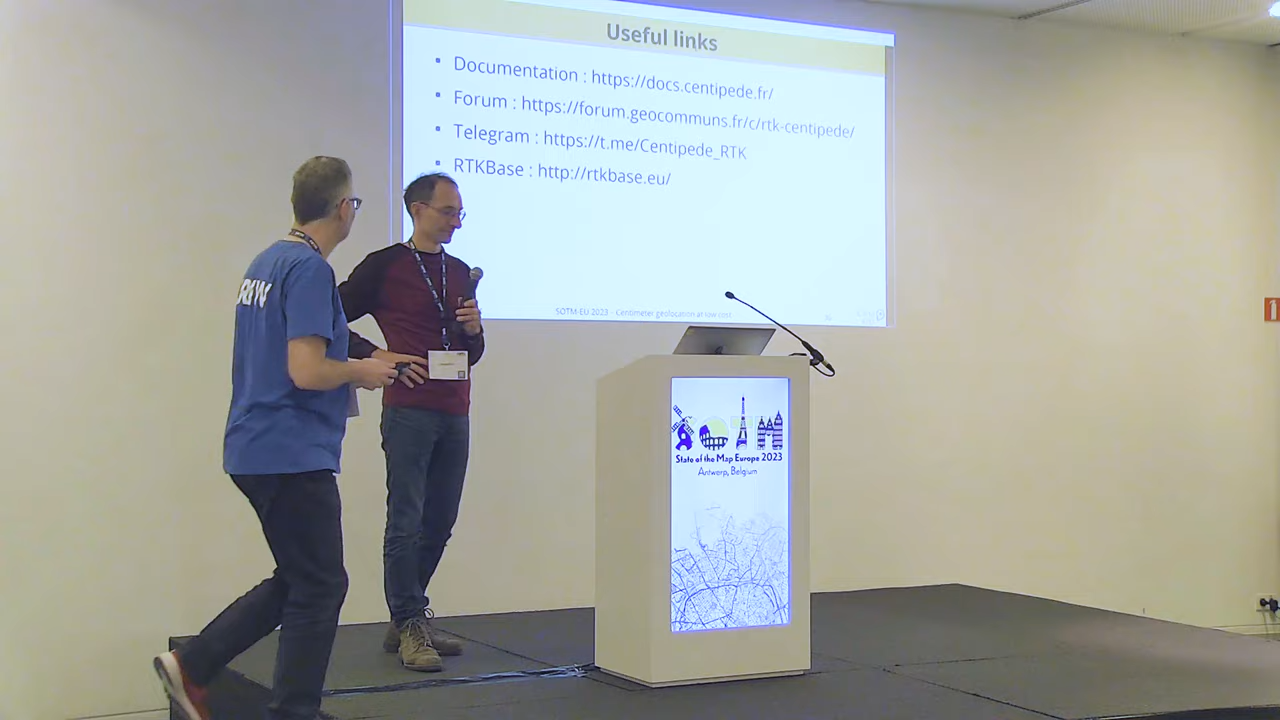 Useful links
Documentation : https://docs.centipede.fr/
Forum : https://forum.geocommuns.fr/c/rtk-centipede/
Telegram : https://t.me/Centipede_RTK
RTKBase : http://rtkbase.eu/
SOTM-EU 2023 - Centimeter geolocation at low cost
State of the Map Europe 2023
Antwerp, Belgium